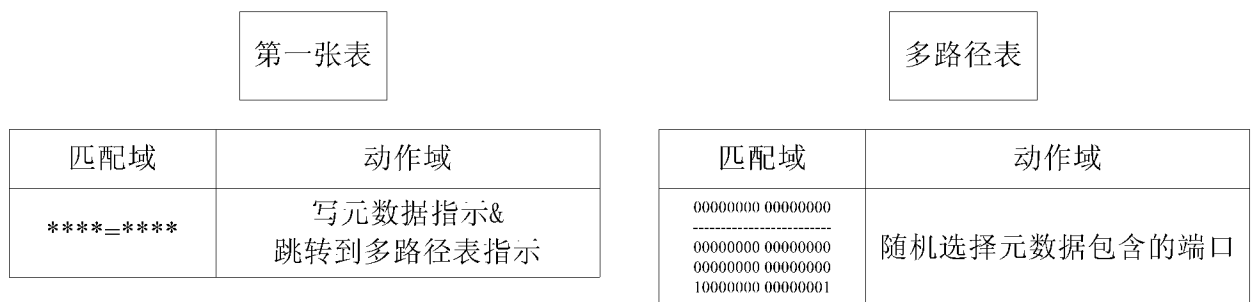 第一张表
多路径表
匹配域 动作域
****=**** 写元数据指示&
跳转到多路径表指示
匹配域 动作域
00000000 00000000
-------------------------
00000000 00000000
00000000 00000000
10000000 00000001
随机选择元数据包含的端口